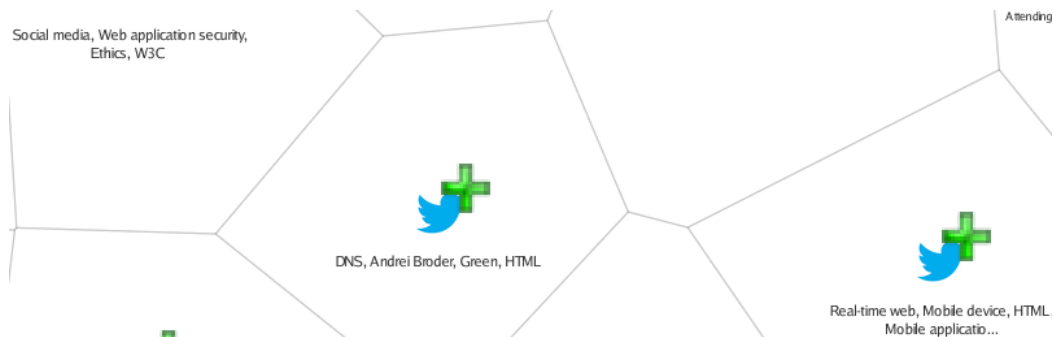 Attending
Social media, Web application security,
Ethics, W3C
DNS, Andrei Broder, Green, HTML
Real-time web, Mobile device, HTML,
Mobile applicatio...